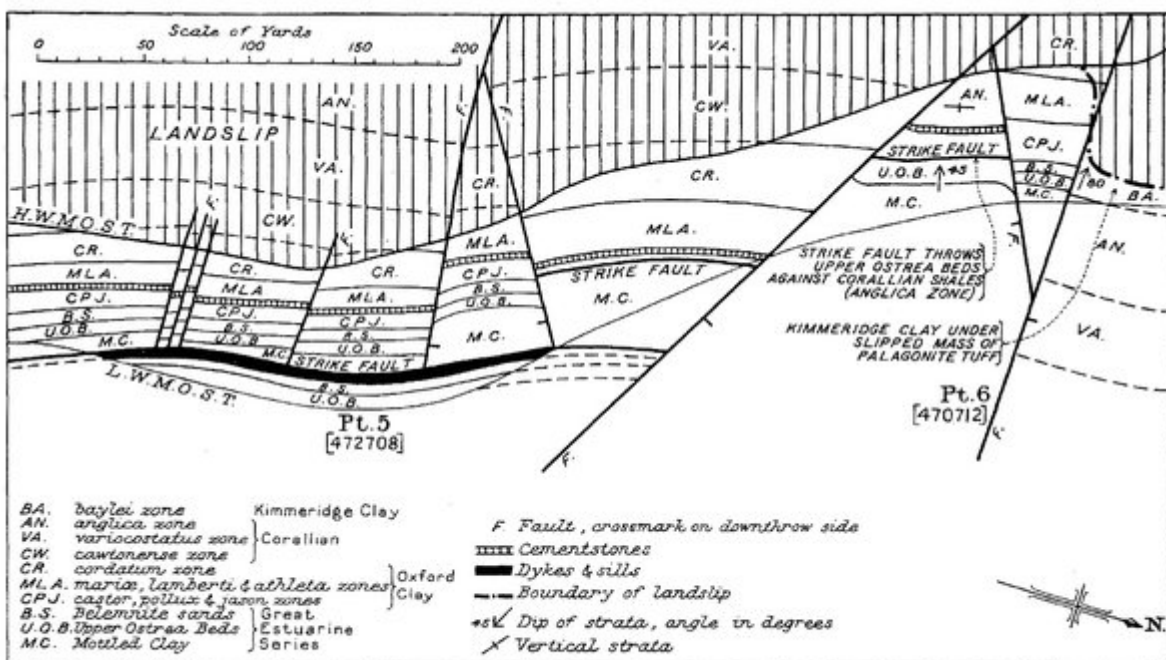 Scale of Yards
0 50 100 150 200
VA.
CR.
AN.
LANDSLIP
VA.
CW.
CW.
F.
F.
CR.
CR.
AN.
MLA.
CPJ.
B.S.
U.O.B.
M.C.
80
BA.
STRIKE FAULT
U.O.B.
45
M.C.
H.W.M.O.S.T.
F.
F.
CR.
MLA.
CPJ.
B.S.
U.O.B.
M.C.
CR.
MLA
CPJ.
B.S.
U.O.B.
M.C.
CR.
MLA.
CPJ.
B.S.
U.O.B.
STRIKE FAULT
MLA.
CPJ.
B.S.
U.O.B.
M.C.
MLA.
STRIKE FAULT
M.C.
F.
AN.
VA.
STRIKE FAULT THROWS
UPPER OSTREA BEDS
AGAINST CORALLIAN SHALES
(ANGLICA ZONE)
KIMMERIDGE CLAY UNDER
SLIPPED MASS OF
PALAGONITE TUFF
L.W.M.O.S.T.
B.S.
U.O.B.
Pt.5
[472708]
Pt.6
[470712]
F.
F.
BA. baylei zone Kimmeridge Clay
AN. anglica zone
VA. variocostatus zone Corallian
CW. cawtonense zone
CR. cordatum zone
MLA. mariæ, lamberti & athleta zones Oxford
CPJ. castor, pollux & jason zones Clay
B.S. Belemnite sands Great
U.O.B. Upper Ostrea Beds Estuarine
M.C. Mottled Clay Series
F Fault, crossmark on downthrow side
Cementstones
Dykes & sills
Boundary of landslip
45 Dip of strata, angle in degrees
Vertical strata
N.